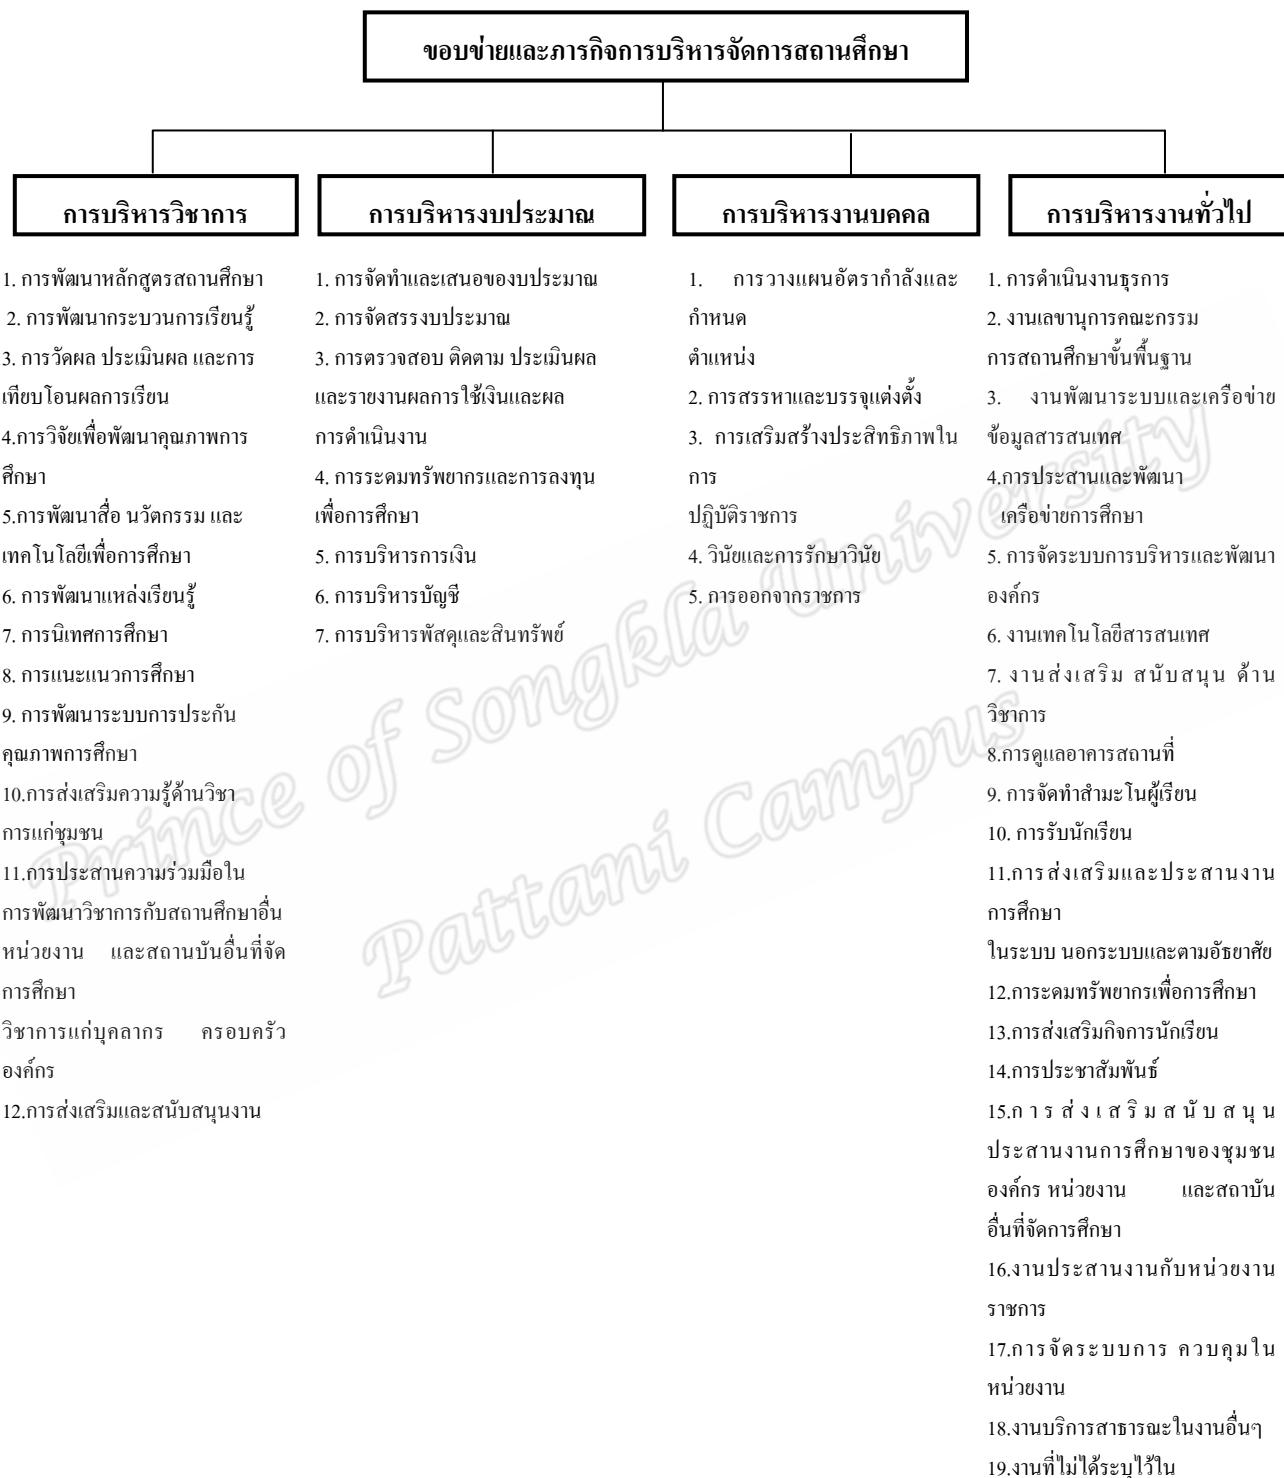 ขอบข่ายและภารกิจการบริหารจัดการสถานศึกษา
การบริหารวิชาการ
1. การพัฒนาหลักสูตรสถานศึกษา
2. การพัฒนากระบวนการเรียนรู้
3. การวัดผล ประเมินผล และการ
เทียบโอนผลการเรียน
4.การวิจัยเพื่อพัฒนาคุณภาพการ
ศึกษา
5.การพัฒนาสื่อ นวัตกรรม และ
เทคโนโลยีเพื่อการศึกษา
6. การพัฒนาแหล่งเรียนรู้
7. การนิเทศการศึกษา
8. การแนะแนวการศึกษา
9. การพัฒนาระบบการประกัน
คุณภาพการศึกษา
10.การส่งเสริมความรู้ด้านวิชา
การแก่ชุมชน
11.การประสานความร่วมมือใน
การพัฒนาวิชาการกับสถานศึกษาอื่น
หน่วยงาน และสถานบันอื่นที่จัด
การศึกษา
วิชาการแก่บุคลากร ครอบครัว
องค์กร
12.การส่งเสริมและสนับสนุนงาน
การบริหารงบประมาณ
1. การจัดทำและเสนอของบประมาณ
2. การจัดสรรงบประมาณ
3. การตรวจสอบ ติดตาม ประเมินผล
และรายงานผลการใช้เงินและผล
การดำเนินงาน
4. การระดมทรัพยากรและการลงทุน
เพื่อการศึกษา
5. การบริหารการเงิน
6. การบริหารบัญชี
7. การบริหารพัสดุและสินทรัพย์
การบริหารงานบคคล
1. การวางแผนอัตรากำลังและ
กำหนด
ตำแหน่ง
2. การสรรหาและบรรจุแต่งตั้ง
3. การเสริมสร้างประสิทธิภาพใน
การ
ปฏิบัติราชการ
4. วินัยและการรักษาวินัย
5. การออกจากราชการ
การบริหารงานทั่วไป
1. การดำเนินงานธุรการ
2. งานเลขานุการคณะกรรม
การสถานศึกษาขั้นพื้นฐาน
3. งานพัฒนาระบบและเครือข่าย
ข้อมูลสารสนเทศ
4.การประสานและพัฒนา
เครือข่ายการศึกษา
5. การจัดระบบการบริหารและพัฒนา
องค์กร
6. งานเทคโนโลยีสารสนเทศ
7. งานส่งเสริม สนับสนุน ด้าน
วิชาการ
8.การดูแลอาคารสถานที่
9. การจัดทำสำมะโนผู้เรียน
10. การรับนักเรียน
11.การส่งเสริมและประสานงาน
การศึกษา
ในระบบ นอกระบบและตามอัธยาศัย
12.การะดมทรัพยากรเพื่อการศึกษา
13.การส่งเสริมกิจการนักเรียน
14.การประชาสัมพันธ์
15.การส่งเสริมสนับสนุน
ประสานงานการศึกษาของชุมชน
องค์กร หน่วยงาน และสถาบัน
อื่นที่จัดการศึกษา
16.งานประสานงานกับหน่วยงาน
ราชการ
17.การจัดระบบการ ควบคุมใน
หน่วยงาน
18.งานบริการสาธารณะในงานอื่นๆ
19.งานที่ไม่ได้ระบุไว้ใน
Prince of Songkla University
Pattani Campus